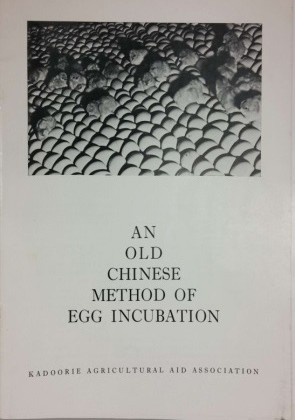 AN
OLD
CHINESE
METHOD OF
EGG INCUBATION
KADOORIE AGRICULTURAL AID ASSOCIATION